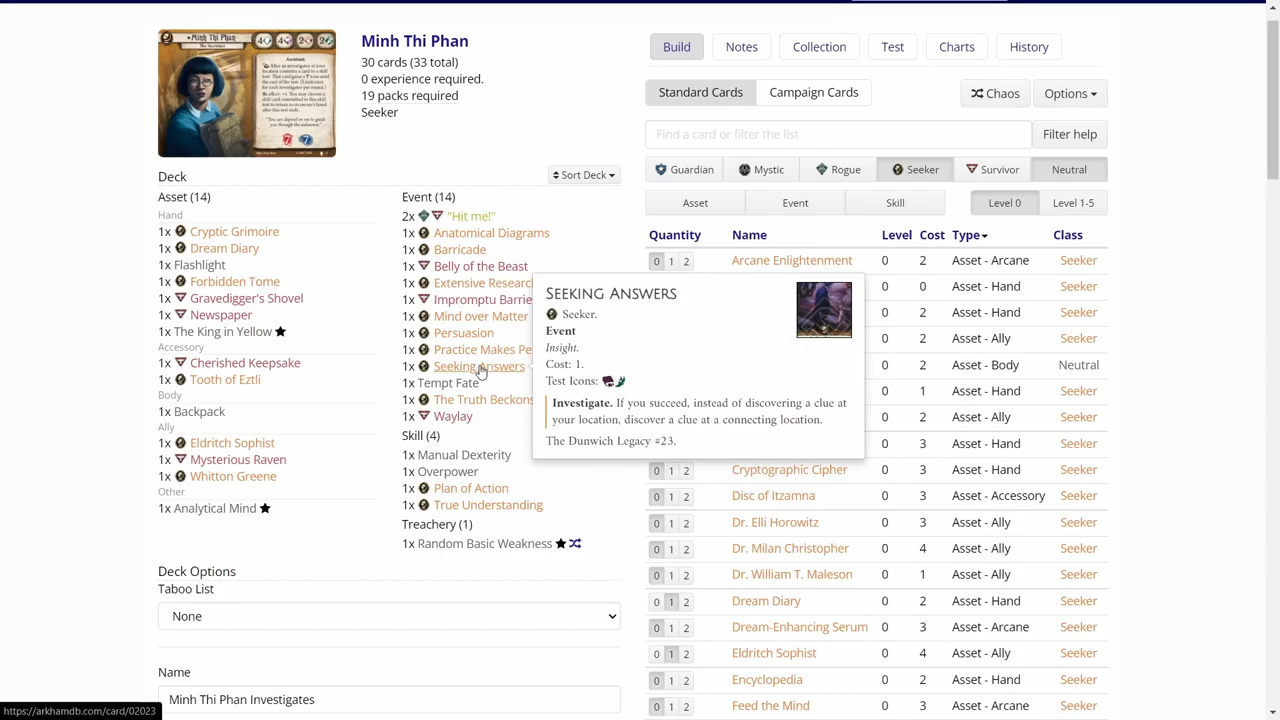 Minh Thi Phan
30 cards (33 total)
0 experience required.
19 packs required
Seeker
Build
Notes
Collection
Test
Charts
History
Standard Cards
Campaign Cards
Chaos
Options
Find a card or filter the list
Filter help
Guardian
Mystic
Rogue
Seeker
Survivor
Neutral
Asset
Event
Skill
Level 0
Level 1-5
Deck
Sort Deck
Asset (14)
Hand
1x Cryptic Grimoire
1x Dream Diary
1x Flashlight
1x Forbidden Tome
1x Gravedigger's Shovel
1x Newspaper
1x The King in Yellow
Accessory
1x Cherished Keepsake
1x Tooth of Eztli
Body
1x Backpack
Ally
1x Eldritch Sophist
1x Mysterious Raven
1x Whitton Greene
Other
1x Analytical Mind
Event (14)
2x "Hit me!"
1x Anatomical Diagrams
1x Barricade
1x Belly of the Beast
1x Extensive Researc
1x Impromptu Barrie
1x Mind over Matter
1x Persuasion
1x Practice Makes Pe
1x Seeking Answers
1x Tempt Fate
1x The Truth Beckons
1x Waylay
Skill (4)
1x Manual Dexterity
1x Overpower
1x Plan of Action
1x True Understanding
Treachery (1)
1x Random Basic Weakness
Seeking Answers
Seeker.
Event
Insight.
Cost: 1.
Test Icons:
Investigate. If you succeed, instead of discovering a clue at
your location, discover a clue at a connecting location.
The Dunwich Legacy #23.
Quantity Name Level Cost Type Class
0 1 2 Arcane Enlightenment 0 2 Asset - Arcane Seeker
0 Asset - Hand Seeker
2 Asset - Hand Seeker
2 Asset - Ally Seeker
2 Asset - Body Neutral
1 Asset - Hand Seeker
2 Asset - Ally Seeker
3 Asset - Hand Seeker
0 1 2 Cryptographic Cipher 0 3 Asset - Hand Seeker
0 1 2 Disc of Itzamna 0 3 Asset - Accessory Seeker
0 1 2 Dr. Elli Horowitz 0 3 Asset - Ally Seeker
0 1 2 Dr. Milan Christopher 0 4 Asset - Ally Seeker
0 1 2 Dr. William T. Maleson 0 1 Asset - Ally Seeker
0 1 2 Dream Diary 0 2 Asset - Hand Seeker
0 1 2 Dream-Enhancing Serum 0 3 Asset - Arcane Seeker
0 1 2 Eldritch Sophist 0 4 Asset - Ally Seeker
0 1 2 Encyclopedia 0 2 Asset - Hand Seeker
0 1 2 Feed the Mind 0 3 Asset - Arcane Seeker
Deck Options
Taboo List
None
Name
Minh Thi Phan Investigates
https://arkhamdb.com/card/02023